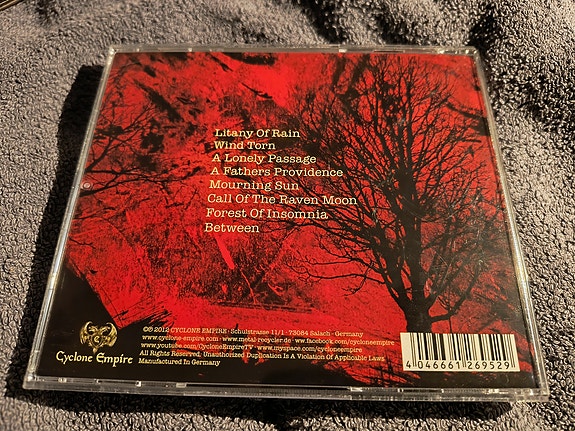 Litany Of Rain
Wind Torn
A Lonely Passage
A Fathers Providence
Mourning Sun
Call Of The Raven Moon
Forest Of Insomnia
Between
Cyclone Empire
©℗ 2012 CYCLONE EMPIRE · Schulstrasse 11/1 · 73084 Salach · Germany
www.cyclone-empire.com · www.metal-recycler.de · ww.facebook.com/cycloneempire
www.youtube.com/CycloneEmpireTV · www.myspace.com/cycloneempire
All Rights Reserved, Unauthorized Duplication Is A Violation Of Applicable Laws.
Manufactured In Germany
4 046661 269529